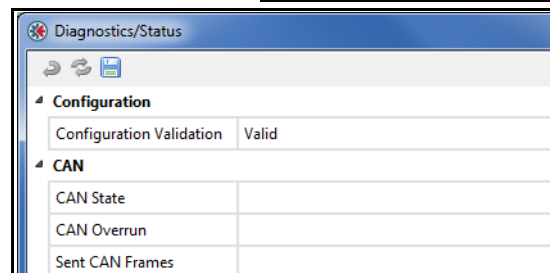 Diagnostics/Status
Configuration
Configuration Validation Valid
CAN
CAN State
CAN Overrun
Sent CAN Frames